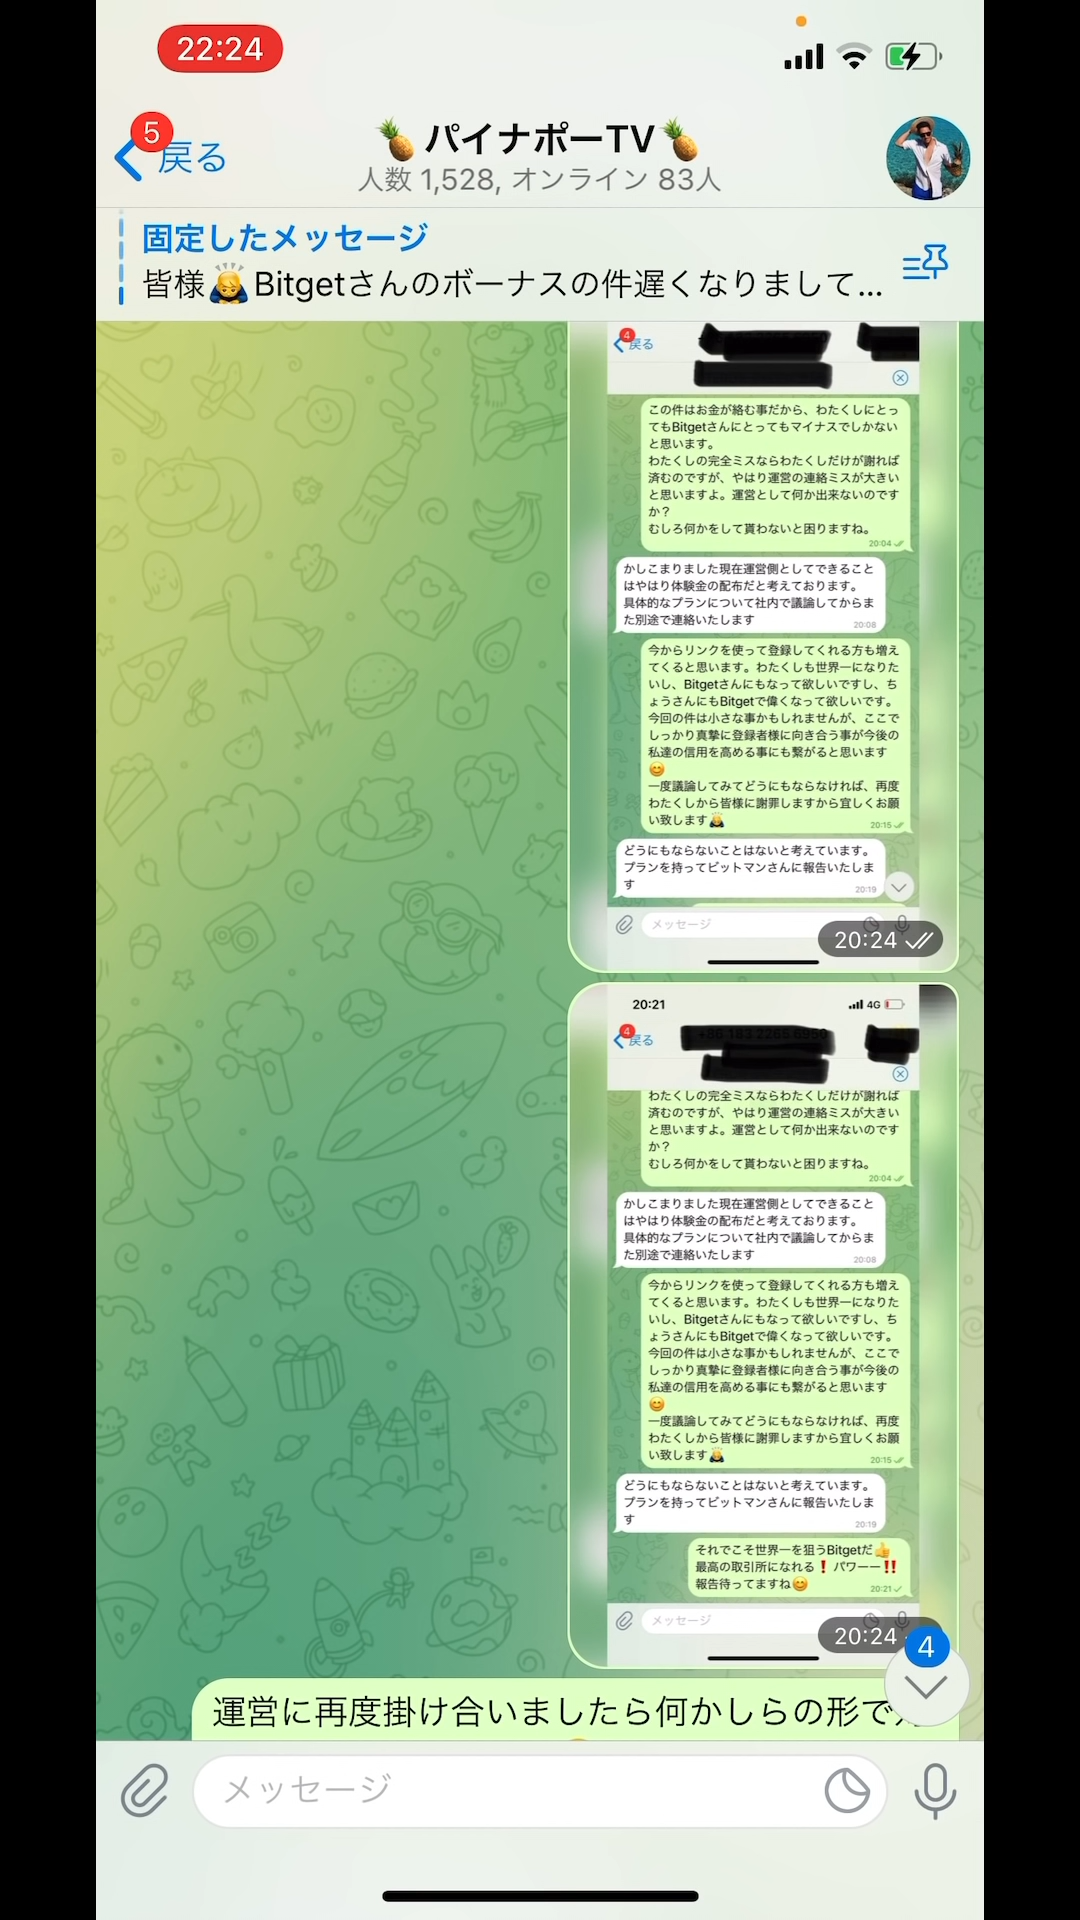 22:24
5
戻る
🍍 パイナポーTV🍍
人数 1,528, オンライン 83人
固定したメッセージ
皆様🙇Bitgetさんのボーナスの件遅くなりまして...
4
戻る
この件はお金が絡む事だから、わたくしにとっ
てもBitgetさんにとってもマイナスでしかない
と思います。
わたくしの完全ミスならわたくしだけが謝れば
済むのですが、やはり運営の連絡ミスが大きい
と思いますよ。運営として何か出来ないのです
か？
むしろ何かをして貰わないと困りますね。
20:04
かしこまりました現在運営側としてできること
はやはり体験金の配布だと考えております。
具体的なプランについて社内で議論してからま
た別途で連絡いたします
20:08
今からリンクを使って登録してくれる方も増え
てくると思います。わたくしも世界一になりた
いし、Bitgetさんにもなって欲しいですし、ち
ょうさんにもBitgetで偉くなって欲しいです。
今回の件は小さな事かもしれませんが、ここで
しっかり真摯に登録者様に向き合う事が今後の
私達の信用を高める事にも繋がると思います
😊
一度議論してみてどうにもならなければ、再度
わたくしから皆様に謝罪しますから宜しくお願
い致します🙇
20:15
どうにもならないことはないと考えています。
プランを持ってピットマンさんに報告いたしま
す
20:19
メッセージ
20:24
20:21
4G
4
戻る
わたくしの完全ミスならわたくしだけが謝れば
済むのですが、やはり運営の連絡ミスが大きい
と思いますよ。運営として何か出来ないのです
か？
むしろ何かをして貰わないと困りますね。
20:04
かしこまりました現在運営側としてできること
はやはり体験金の配布だと考えております。
具体的なプランについて社内で議論してからま
た別途で連絡いたします
20:08
今からリンクを使って登録してくれる方も増え
てくると思います。わたくしも世界一になりた
いし、Bitgetさんにもなって欲しいですし、ち
ょうさんにもBitgetで偉くなって欲しいです。
今回の件は小さな事かもしれませんが、ここで
しっかり真摯に登録者様に向き合う事が今後の
私達の信用を高める事にも繋がると思います
😊
一度議論してみてどうにもならなければ、再度
わたくしから皆様に謝罪しますから宜しくお願
い致します🙇
20:15
どうにもならないことはないと考えています。
プランを持ってピットマンさんに報告いたしま
す
20:19
それでこそ世界一を狙うBitgetだ👍
最高の取引所になれる❗パワーー‼️
報告待ってますね😊
20:21
メッセージ
20:24
4
運営に再度掛け合いましたら何かしらの形で
メッセージ